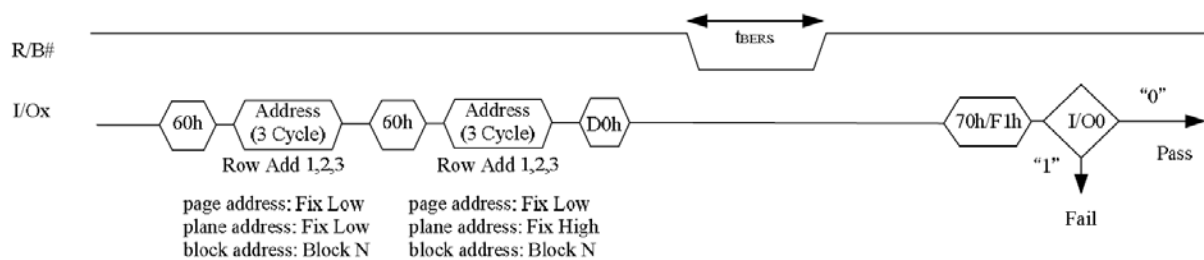 tBERS
R/B#
I/Ox
60h
Address
(3 Cycle)
60h
Address
(3 Cycle)
D0h
70h/F1h
I/O0
“0”
Pass
“1”
Fail
Row Add 1,2,3
Row Add 1,2,3
page address: Fix Low
plane address: Fix Low
block address: Block N
page address: Fix Low
plane address: Fix High
block address: Block N